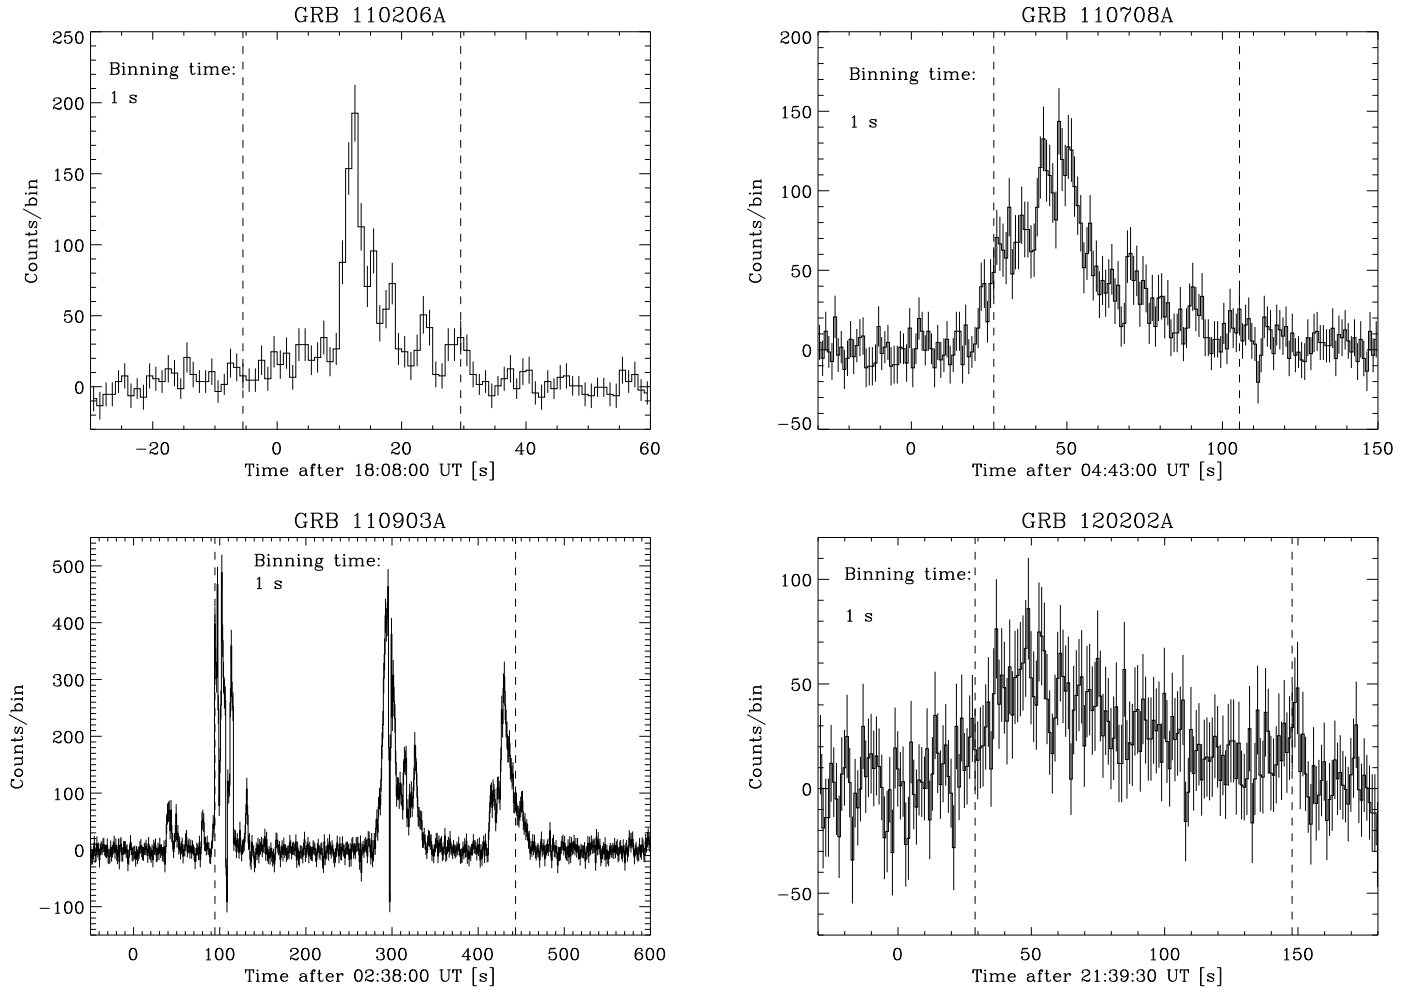 GRB 110206A
250
200
150
100
50
0
Counts/bin
Binning time:
1 s
−20 0 20 40 60
Time after 18:08:00 UT [s]
GRB 110708A
200
150
100
50
0
−50
Counts/bin
Binning time:
1 s
0 50 100 150
Time after 04:43:00 UT [s]
GRB 110903A
500
400
300
200
100
0
−100
Counts/bin
Binning time:
1 s
0 100 200 300 400 500 600
Time after 02:38:00 UT [s]
GRB 120202A
100
50
0
−50
Counts/bin
Binning time:
1 s
0 50 100 150
Time after 21:39:30 UT [s]